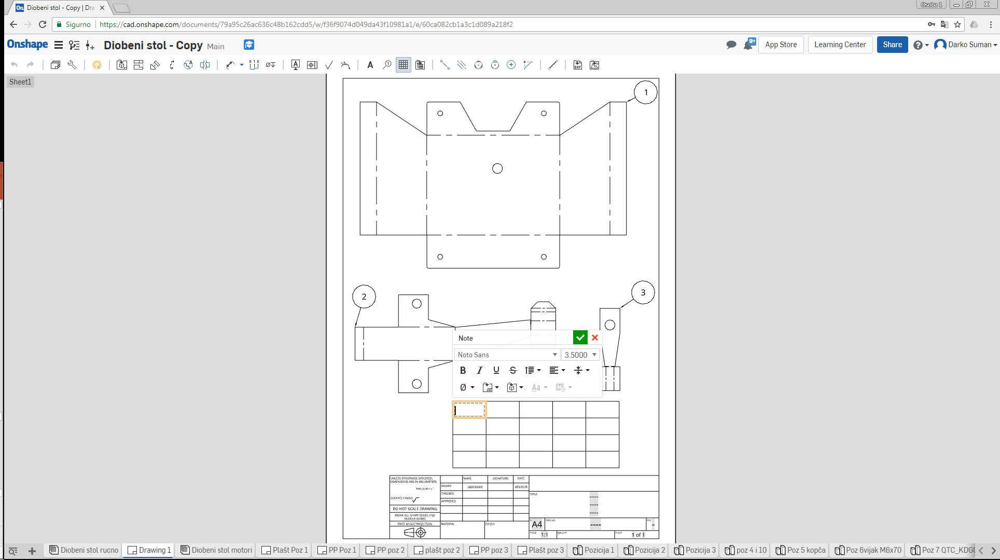 Diobeni stol - Copy | Dra
Osoba 1
Sigurno
https://cad.onshape.com/documents/79a95c26ac636c48b162cdd5/w/f36f9074d049da43f10981a1/e/60ca082cb1a3c1d089a218f2
Onshape
Diobeni stol - Copy Main
9+
App Store
Learning Center
Share
Darko Suman
Sheet1
1
2
3
Note
Noto Sans
3.5000
B I U S
Ø
Aa
UNLESS OTHERWISE SPECIFIED,
DIMENSIONS ARE IN MILLIMETERS
SURFACE FINISH
DO NOT SCALE DRAWING
BREAK ALL SHARP EDGES AND
REMOVE BURRS
FIRST ANGLE PROJECTION
NAME
SIGNATURE
DATE
DRAWN
Darko Suman
CHECKED
APPROVED
MATERIAL
FINISH
TITLE
----
----
----
A4
----
-
SCALE
1:1
WEIGHT
SHEET
1 of 1
Diobeni stol rucno
Drawing 1
Diobeni stol motori
Plašt Poz 1
PP Poz 1
PP poz 2
plašt poz 2
PP poz 3
Plašt poz 3
Pozicija 1
Pozicija 2
Pozicija 3
poz 4 i 10
Poz 5 kopča
Poz 6vijak M6x70
Poz 7 QTC_KDG